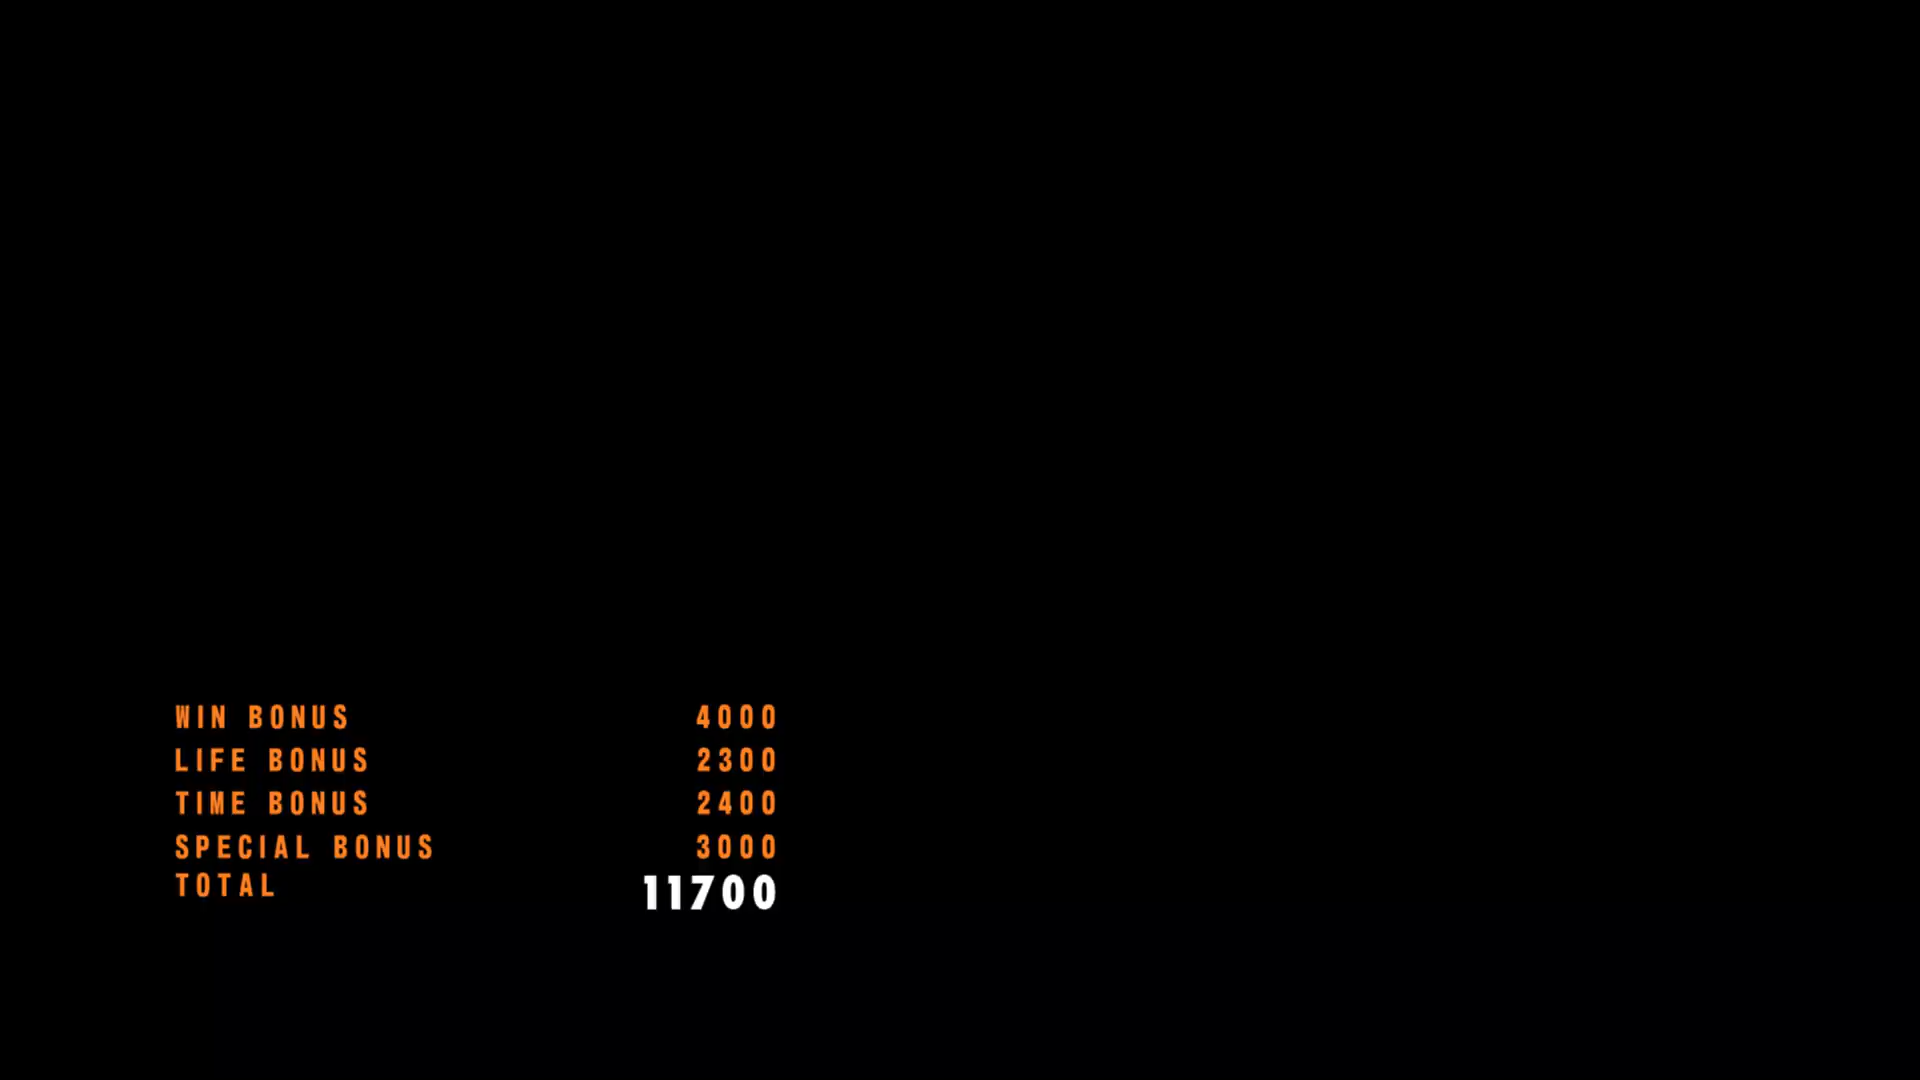 WIN BONUS 4000
LIFE BONUS 2300
TIME BONUS 2400
SPECIAL BONUS 3000
TOTAL 11700